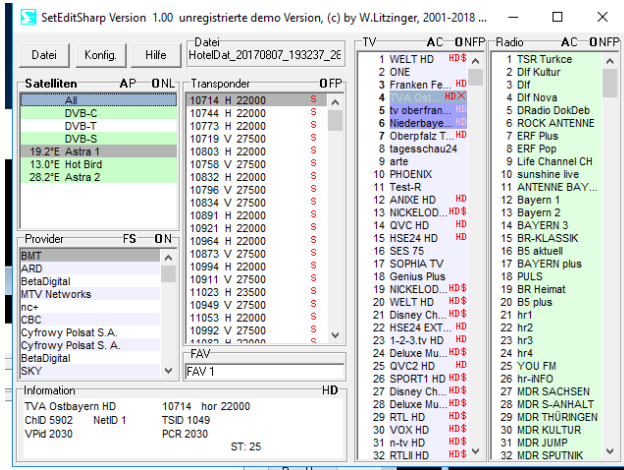 SetEditSharp Version 1.00 unregistrierte demo Version, (c) by W.Litzinger, 2001-2018 ...
Datei
Konfig.
Hilfe
Datei
HotelDat_20170807_193237_28
Satelliten AP ONL
All
DVB-C
DVB-T
DVB-S
19.2°E Astra 1
13.0°E Hot Bird
28.2°E Astra 2
Provider FS ON
BMT
ARD
BetaDigital
MTV Networks
nc+
CBC
Cyfrowy Polsat S.A.
Cyfrowy Polsat S. A.
BetaDigital
SKY
Transponder OFP
10714 H 22000 S
10744 H 22000 S
10773 H 22000 S
10719 V 27500 S
10803 H 22000 S
10758 V 27500 S
10832 H 22000 S
10796 V 27500 S
10834 V 27500 S
10891 H 22000 S
10921 H 22000 S
10964 H 22000 S
10873 V 27500 S
10994 H 22000 S
10911 V 27500 S
11023 H 23500 S
10949 V 27500 S
11053 H 22000 S
10992 V 27500 S
11082 H 22000 S
FAV
FAV 1
Information HD
TVA Ostbayern HD 10714 hor 22000
ChID 5902 NetID 1 TSID 1049
VPid 2030 PCR 2030
ST: 25
TV AC ONFP
1 WELT HD HD$
2 ONE
3 Franken Fe... HD
4 TVA Ost... HDX
5 tv oberfran... HD
6 Niederbaye... HD
7 Oberpfalz T... HD
8 tagesschau24
9 arte
10 PHOENIX
11 Test-R
12 ANIXE HD HD
13 NICKELOD... HD$
14 QVC HD HD
15 HSE24 HD HD
16 SES 75
17 SOPHIA TV
18 Genius Plus
19 NICKELOD... HD$
20 WELT HD HD$
21 Disney Ch... HD$
22 HSE24 EXT... HD
23 1-2-3.tv HD HD
24 Deluxe Mu... HD$
25 QVC2 HD HD
26 SPORT1 HD HD$
27 Disney Ch... HD$
28 Deluxe Mu... HD$
29 RTL HD HD$
30 VOX HD HD$
31 n-tv HD HD$
32 RTLII HD HD$
Radio AC ONFP
1 TSR Turkce
2 Dlf Kultur
3 Dlf
4 Dlf Nova
5 DRadio DokDeb
6 ROCK ANTENNE
7 ERF Plus
8 ERF Pop
9 Life Channel CH
10 sunshine live
11 ANTENNE BAY...
12 Bayern 1
13 Bayern 2
14 BAYERN 3
15 BR-KLASSIK
16 B5 aktuell
17 BAYERN plus
18 PULS
19 BR Heimat
20 B5 plus
21 hr1
22 hr2
23 hr3
24 hr4
25 YOU FM
26 hr-iNFO
27 MDR SACHSEN
28 MDR S-ANHALT
29 MDR THÜRINGEN
30 MDR KULTUR
31 MDR JUMP
32 MDR SPUTNIK